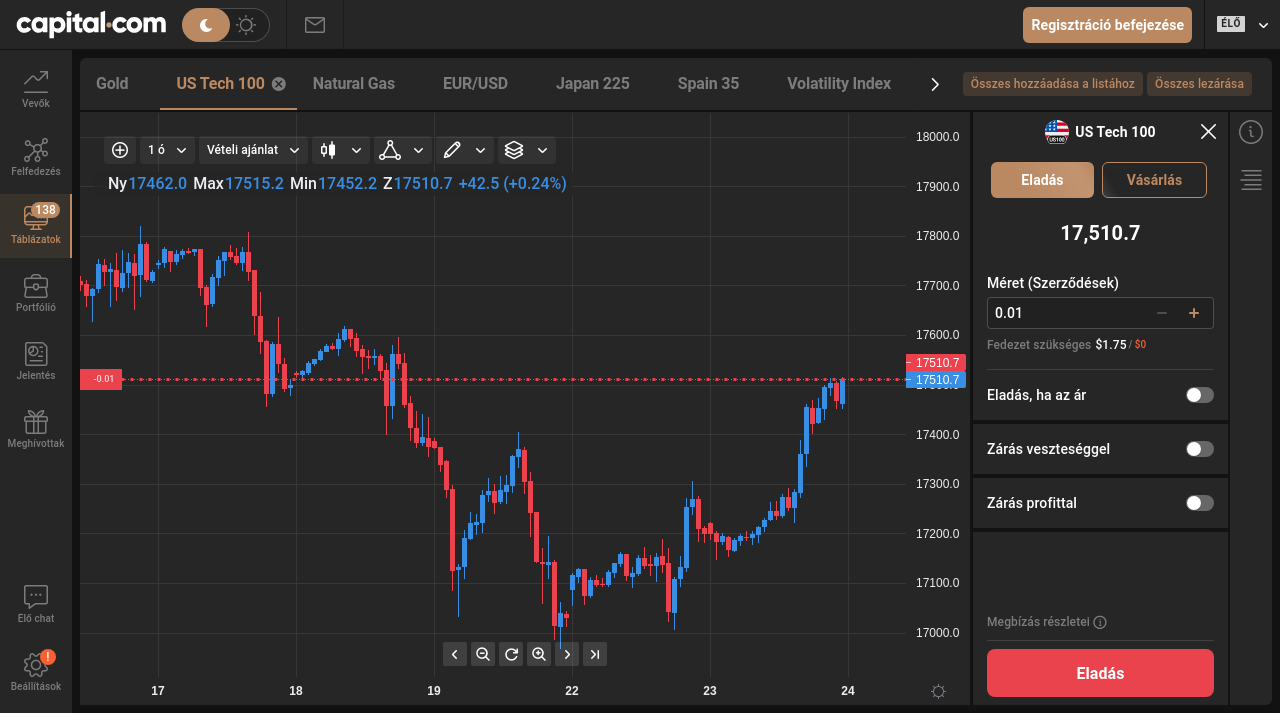 capital.com
Regisztráció befejezése
ÉLŐ
Vevők
Felfedezés
138
Táblázatok
Portfólió
Jelentés
Meghívottak
Elő chat
!
Beállítások
Gold
US Tech 100
Natural Gas
EUR/USD
Japan 225
Spain 35
Volatility Index
Összes hozzáadása a listához
Összes lezárása
1 ó
Vételi ajánlat
Ny17462.0 Max17515.2 Min17452.2 Z17510.7 +42.5 (+0.24%)
18000.0
17900.0
17800.0
17700.0
17600.0
17510.7
17510.7
17400.0
17300.0
17200.0
17100.0
17000.0
-0.01
17
18
19
22
23
24
US100
US Tech 100
Eladás
Vásárlás
17,510.7
Méret (Szerződések)
0.01
Fedezet szükséges $1.75 / $0
Eladás, ha az ár
Zárás veszteséggel
Zárás profittal
Megbízás részletei
Eladás